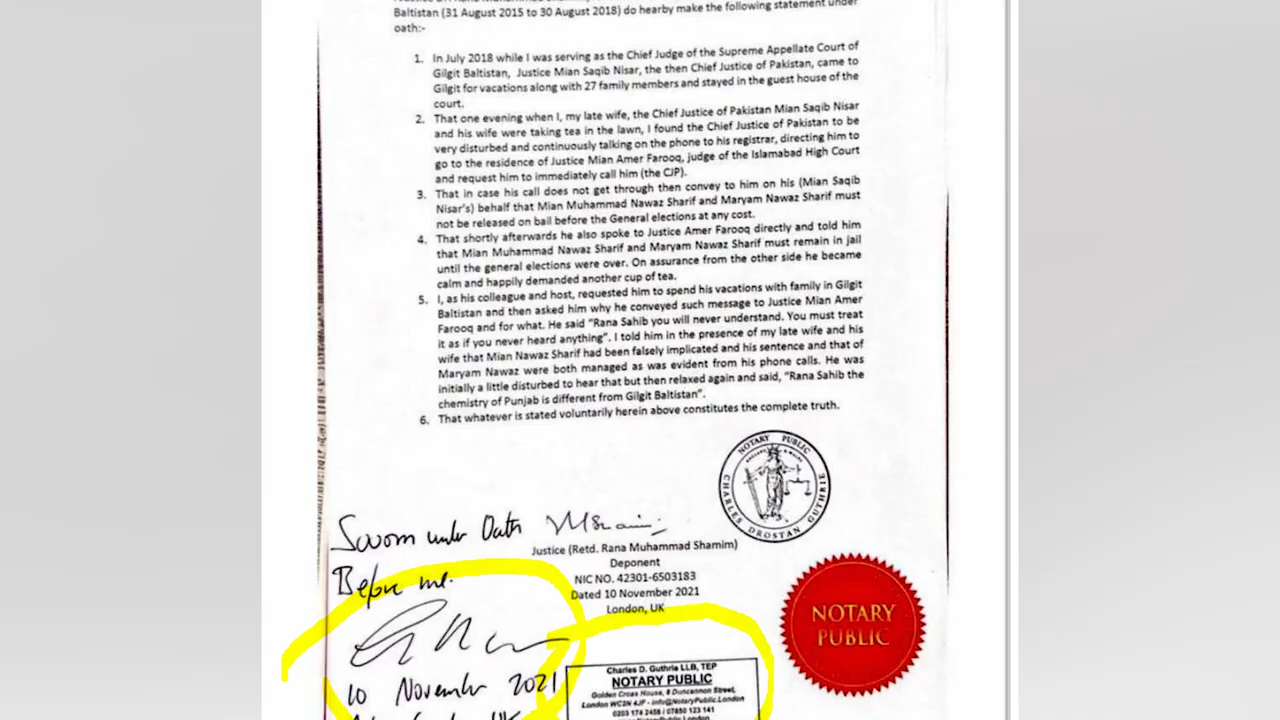 Baltistan (31 August 2015 to 30 August 2018) do hearby make the following statement under
oath:-
1. In July 2018 while I was serving as the Chief Judge of the Supreme Appellate Court of
Gilgit Baltistan, Justice Mian Saqib Nisar, the then Chief Justice of Pakistan, came to
Gilgit for vacations along with 27 family members and stayed in the guest house of the
court.
2. That one evening when I, my late wife, the Chief Justice of Pakistan Mian Saqib Nisar
and his wife were taking tea in the lawn, I found the Chief Justice of Pakistan to be
very disturbed and continuously talking on the phone to his registrar, directing him to
go to the residence of Justice Mian Amer Farooq, judge of the Islamabad High Court
and request him to immediately call him (the CJP).
3. That in case his call does not get through then convey to him on his (Mian Saqib
Nisar's) behalf that Mian Muhammad Nawaz Sharif and Maryam Nawaz Sharif must
not be released on bail before the General elections at any cost.
4. That shortly afterwards he also spoke to Justice Amer Farooq directly and told him
that Mian Muhammad Nawaz Sharif and Maryam Nawaz Sharif must remain in jail
until the general elections were over. On assurance from the other side he became
calm and happily demanded another cup of tea.
5. I, as his colleague and host, requested him to spend his vacations with family in Gilgit
Baltistan and then asked him why he conveyed such message to Justice Mian Amer
Farooq and for what. He said "Rana Sahib you will never understand. You must treat
it as if you never heard anything". I told him in the presence of my late wife and his
wife that Mian Nawaz Sharif had been falsely implicated and his sentence and that of
Maryam Nawaz were both managed as was evident from his phone calls. He was
initially a little disturbed to hear that but then relaxed again and said, "Rana Sahib the
chemistry of Punjab is different from Gilgit Baltistan".
6. That whatever is stated voluntarily herein above constitutes the complete truth.
NOTARY PUBLIC
CHARLES DROSTAN GUTHRIE
Sworn under Oath
Justice (Retd. Rana Muhammad Shamim)
Deponent
Before me.
NIC NO. 42301-6503183
Dated 10 November 2021
London, UK
NOTARY
PUBLIC
10 November 2021
Charles D. Guthrie LLB, TEP
NOTARY PUBLIC
Golden Cross House, 8 Duncannon Street,
London WC2N 4JF - info@NotaryPublic.London
0203 174 2458 / 07850 123 141